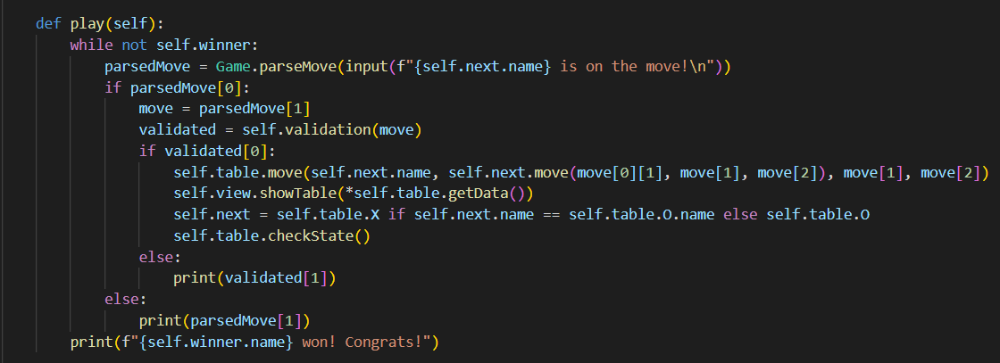 def play(self):
    while not self.winner:
        parsedMove = Game.parseMove(input(f"{self.next.name} is on the move!\n"))
        if parsedMove[0]:
            move = parsedMove[1]
            validated = self.validation(move)
            if validated[0]:
                self.table.move(self.next.name, self.next.move(move[0][1], move[1], move[2]), move[1], move[2])
                self.view.showTable(*self.table.getData())
                self.next = self.table.X if self.next.name == self.table.O.name else self.table.O
                self.table.checkState()
            else:
                print(validated[1])
        else:
            print(parsedMove[1])
    print(f"{self.winner.name} won! Congrats!")